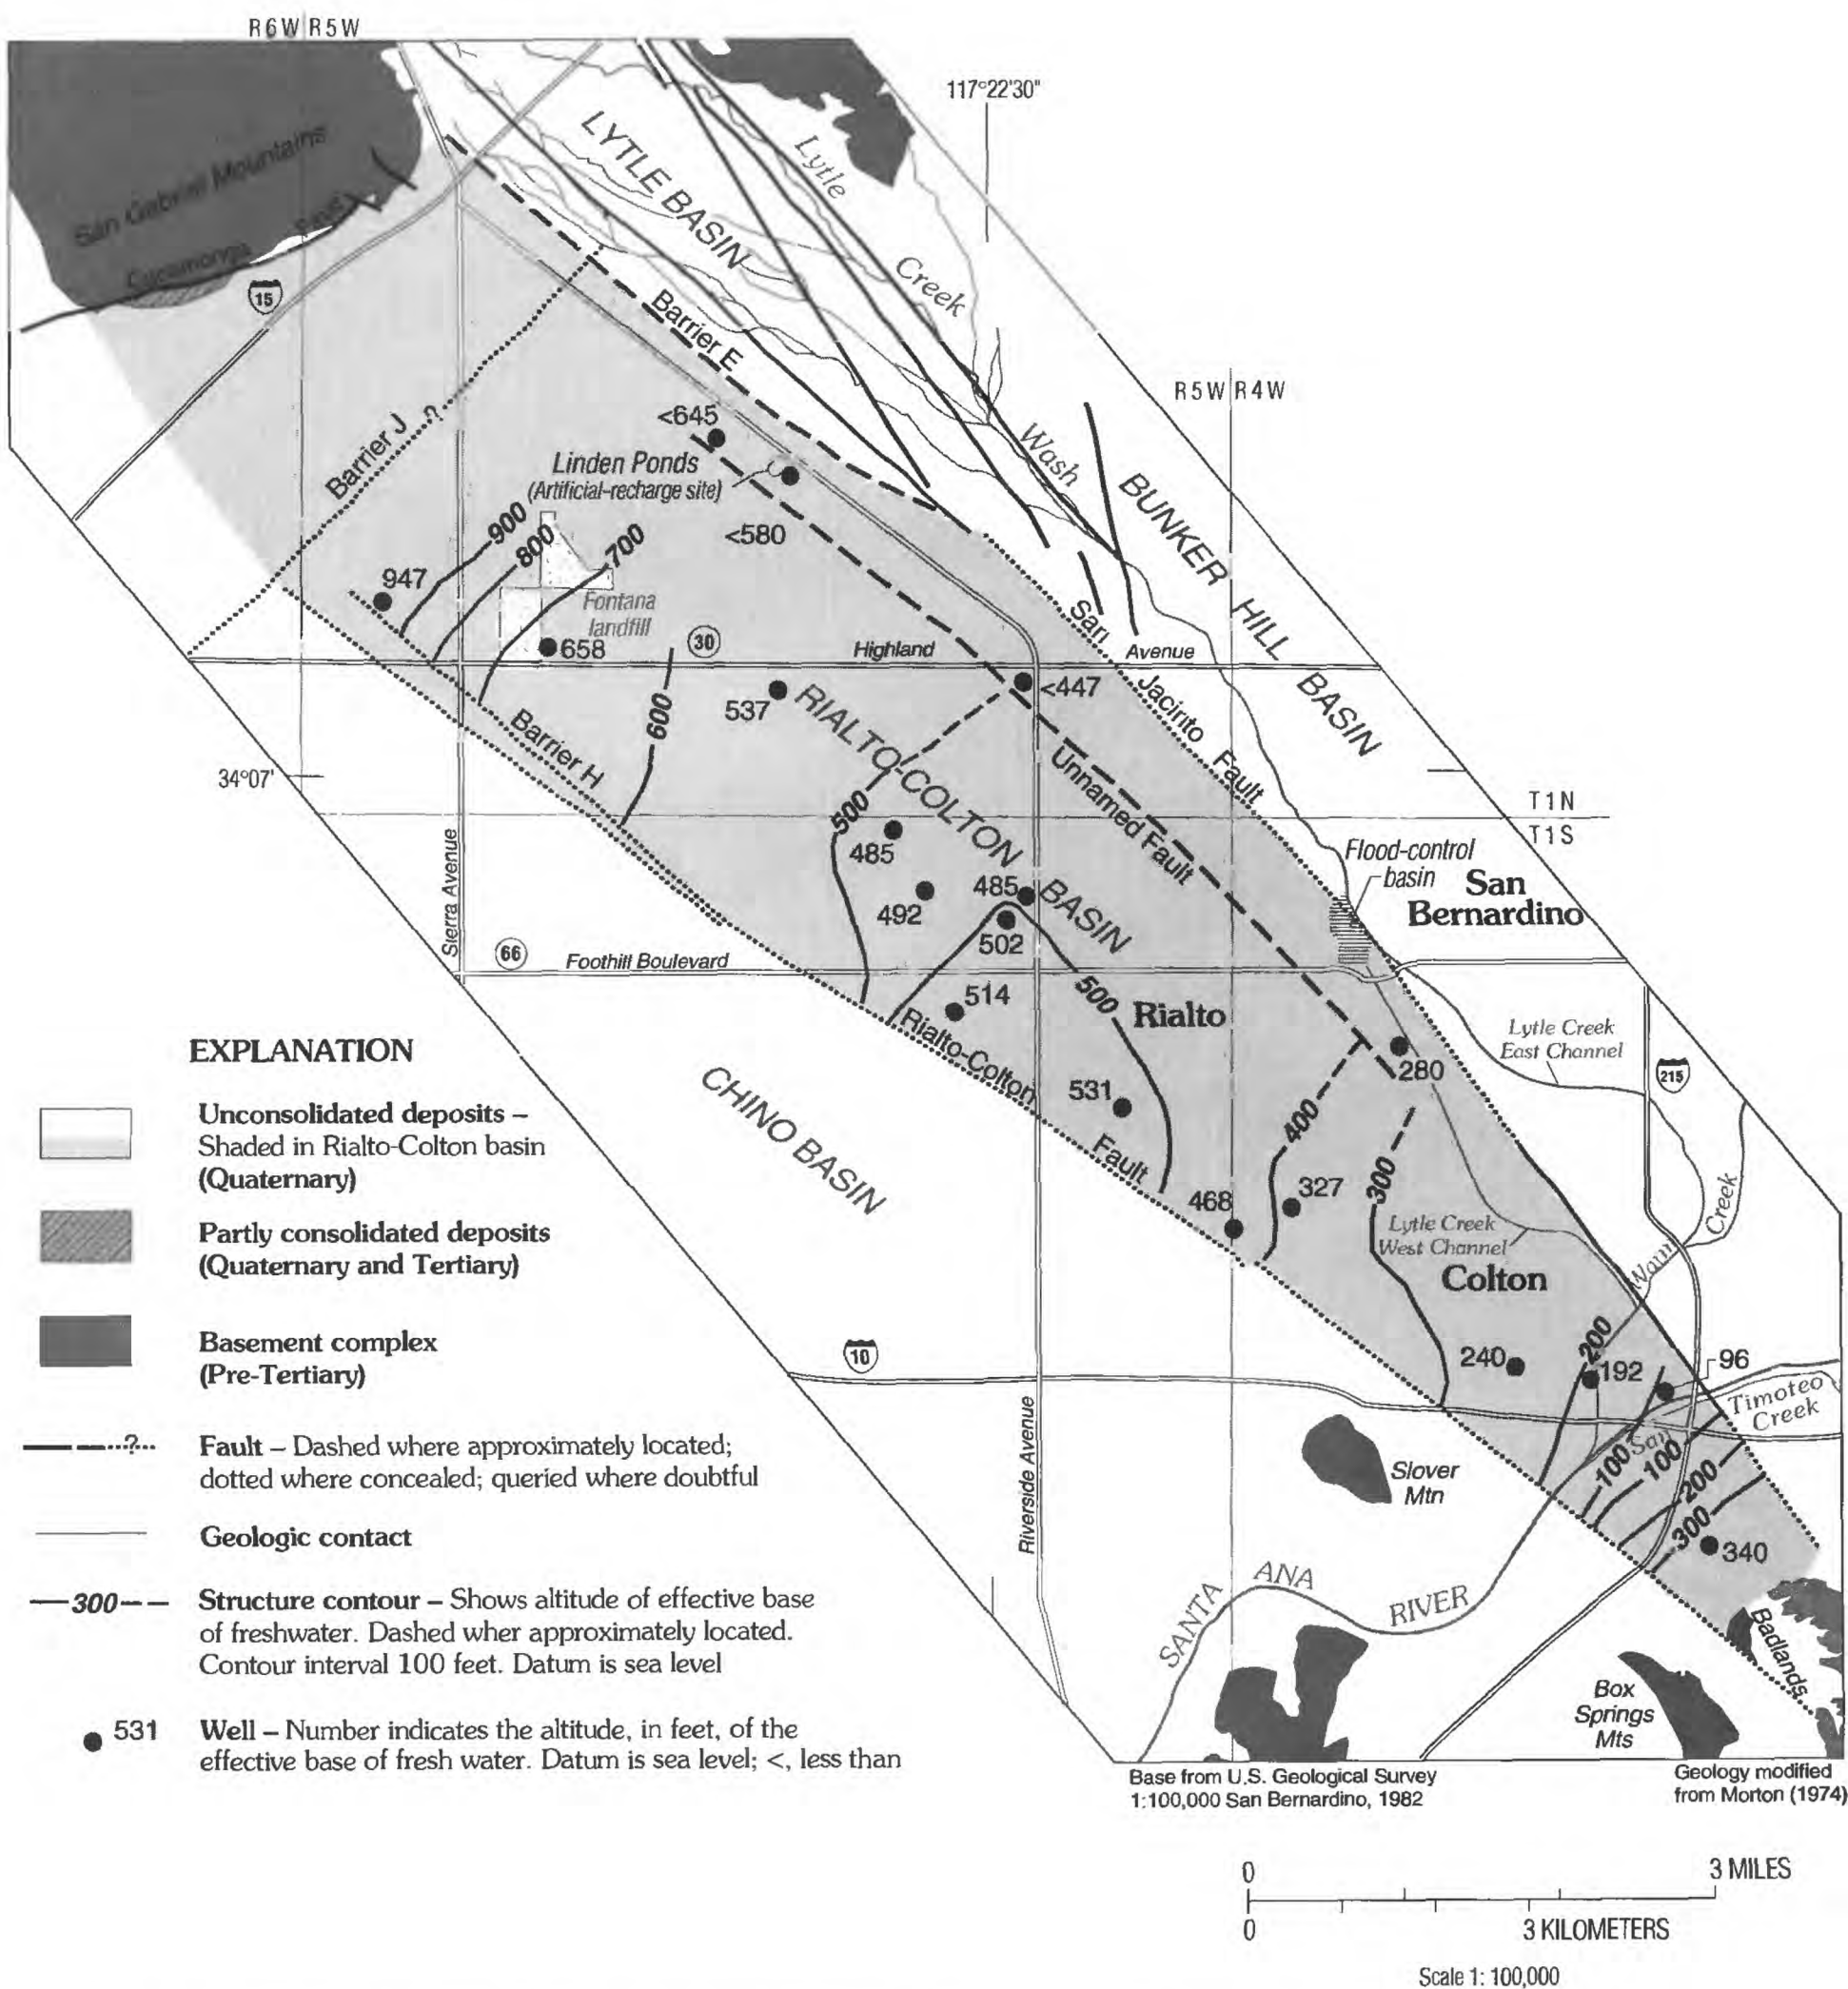 R6W R5W
117°22'30"
LYTLE BASIN
Lytle
Creek
Wash
San Gabriel Mountains
Cucamonga
fault
15
Barrier E
Barrier J
?
R5W R4W
<645
Linden Ponds
(Artificial-recharge site)
<580
BUNKER HILL BASIN
900
800
700
947
Fontana
landfill
658
30
Highland
Avenue
San
Jacinto
Fault
<447
537
600
RIALTO-COLTON
BASIN
Barrier H
34°07'
500
Unnamed Fault
T1N
T1S
485
492
485
502
Flood-control
basin
San
Bernardino
Sierra Avenue
66
Foothill Boulevard
514
500
Rialto
Rialto-Colton
Fault
Lytle Creek
East Channel
215
280
531
400
300
CHINO BASIN
468
327
Lytle Creek
West Channel
Colton
Warm
Creek
10
240
200
192
96
San
Timoteo
Creek
100
100
200
300
340
Riverside Avenue
Slover
Mtn
SANTA
ANA
RIVER
Badlands
Box
Springs
Mts
EXPLANATION
Unconsolidated deposits –
Shaded in Rialto-Colton basin
(Quaternary)
Partly consolidated deposits
(Quaternary and Tertiary)
Basement complex
(Pre-Tertiary)
?
Fault – Dashed where approximately located;
dotted where concealed; queried where doubtful
Geologic contact
300
Structure contour – Shows altitude of effective base
of freshwater. Dashed wher approximately located.
Contour interval 100 feet. Datum is sea level
531
Well – Number indicates the altitude, in feet, of the
effective base of fresh water. Datum is sea level; <, less than
Base from U.S. Geological Survey
1:100,000 San Bernardino, 1982
Geology modified
from Morton (1974)
0 3 MILES
0 3 KILOMETERS
Scale 1: 100,000